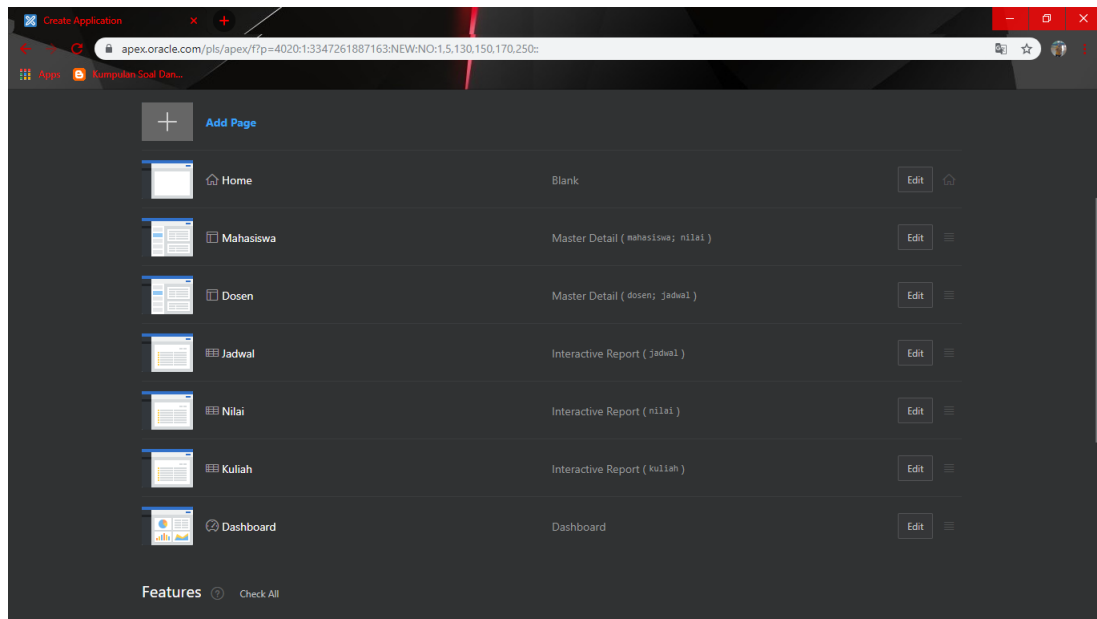 Create Application
apex.oracle.com/pls/apex/f?p=4020:1:3347261887163:NEW:NO:1,5,130,150,170,250::
Apps Kumpulan Soal Dan...
Add Page
Home Blank Edit
Mahasiswa Master Detail ( mahasiswa; nilai ) Edit
Dosen Master Detail ( dosen; jadwal ) Edit
Jadwal Interactive Report ( jadwal ) Edit
Nilai Interactive Report ( nilai ) Edit
Kuliah Interactive Report ( kuliah ) Edit
Dashboard Dashboard Edit
Features ? Check All